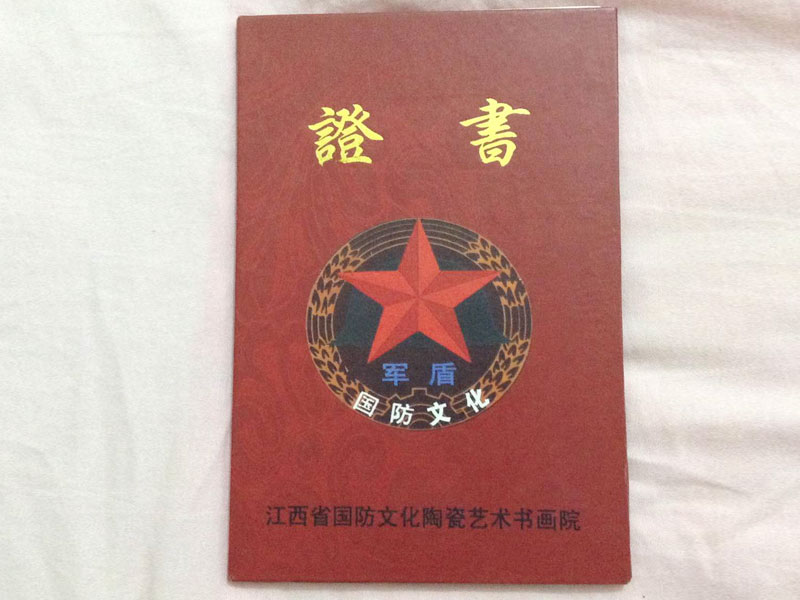 證書
军盾
国防文化
江西省国防文化陶瓷艺术书画院